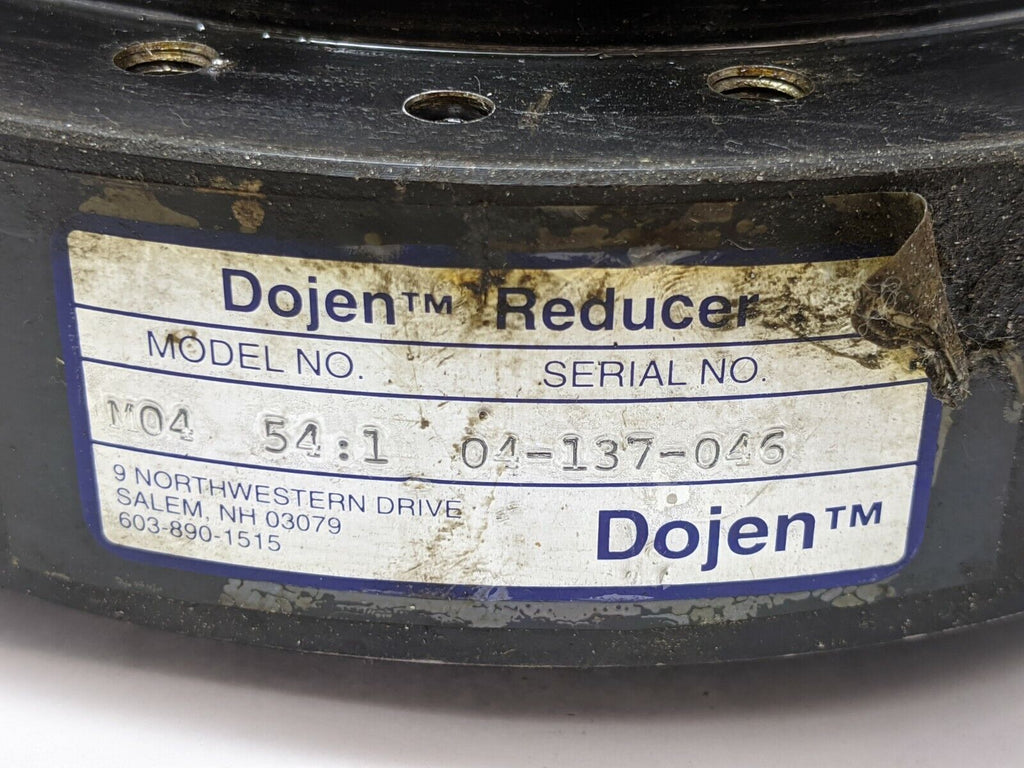 Dojen™ Reducer
MODEL NO. SERIAL NO.
M04 54:1 04-137-046
9 NORTHWESTERN DRIVE
SALEM, NH 03079
603-890-1515
Dojen™